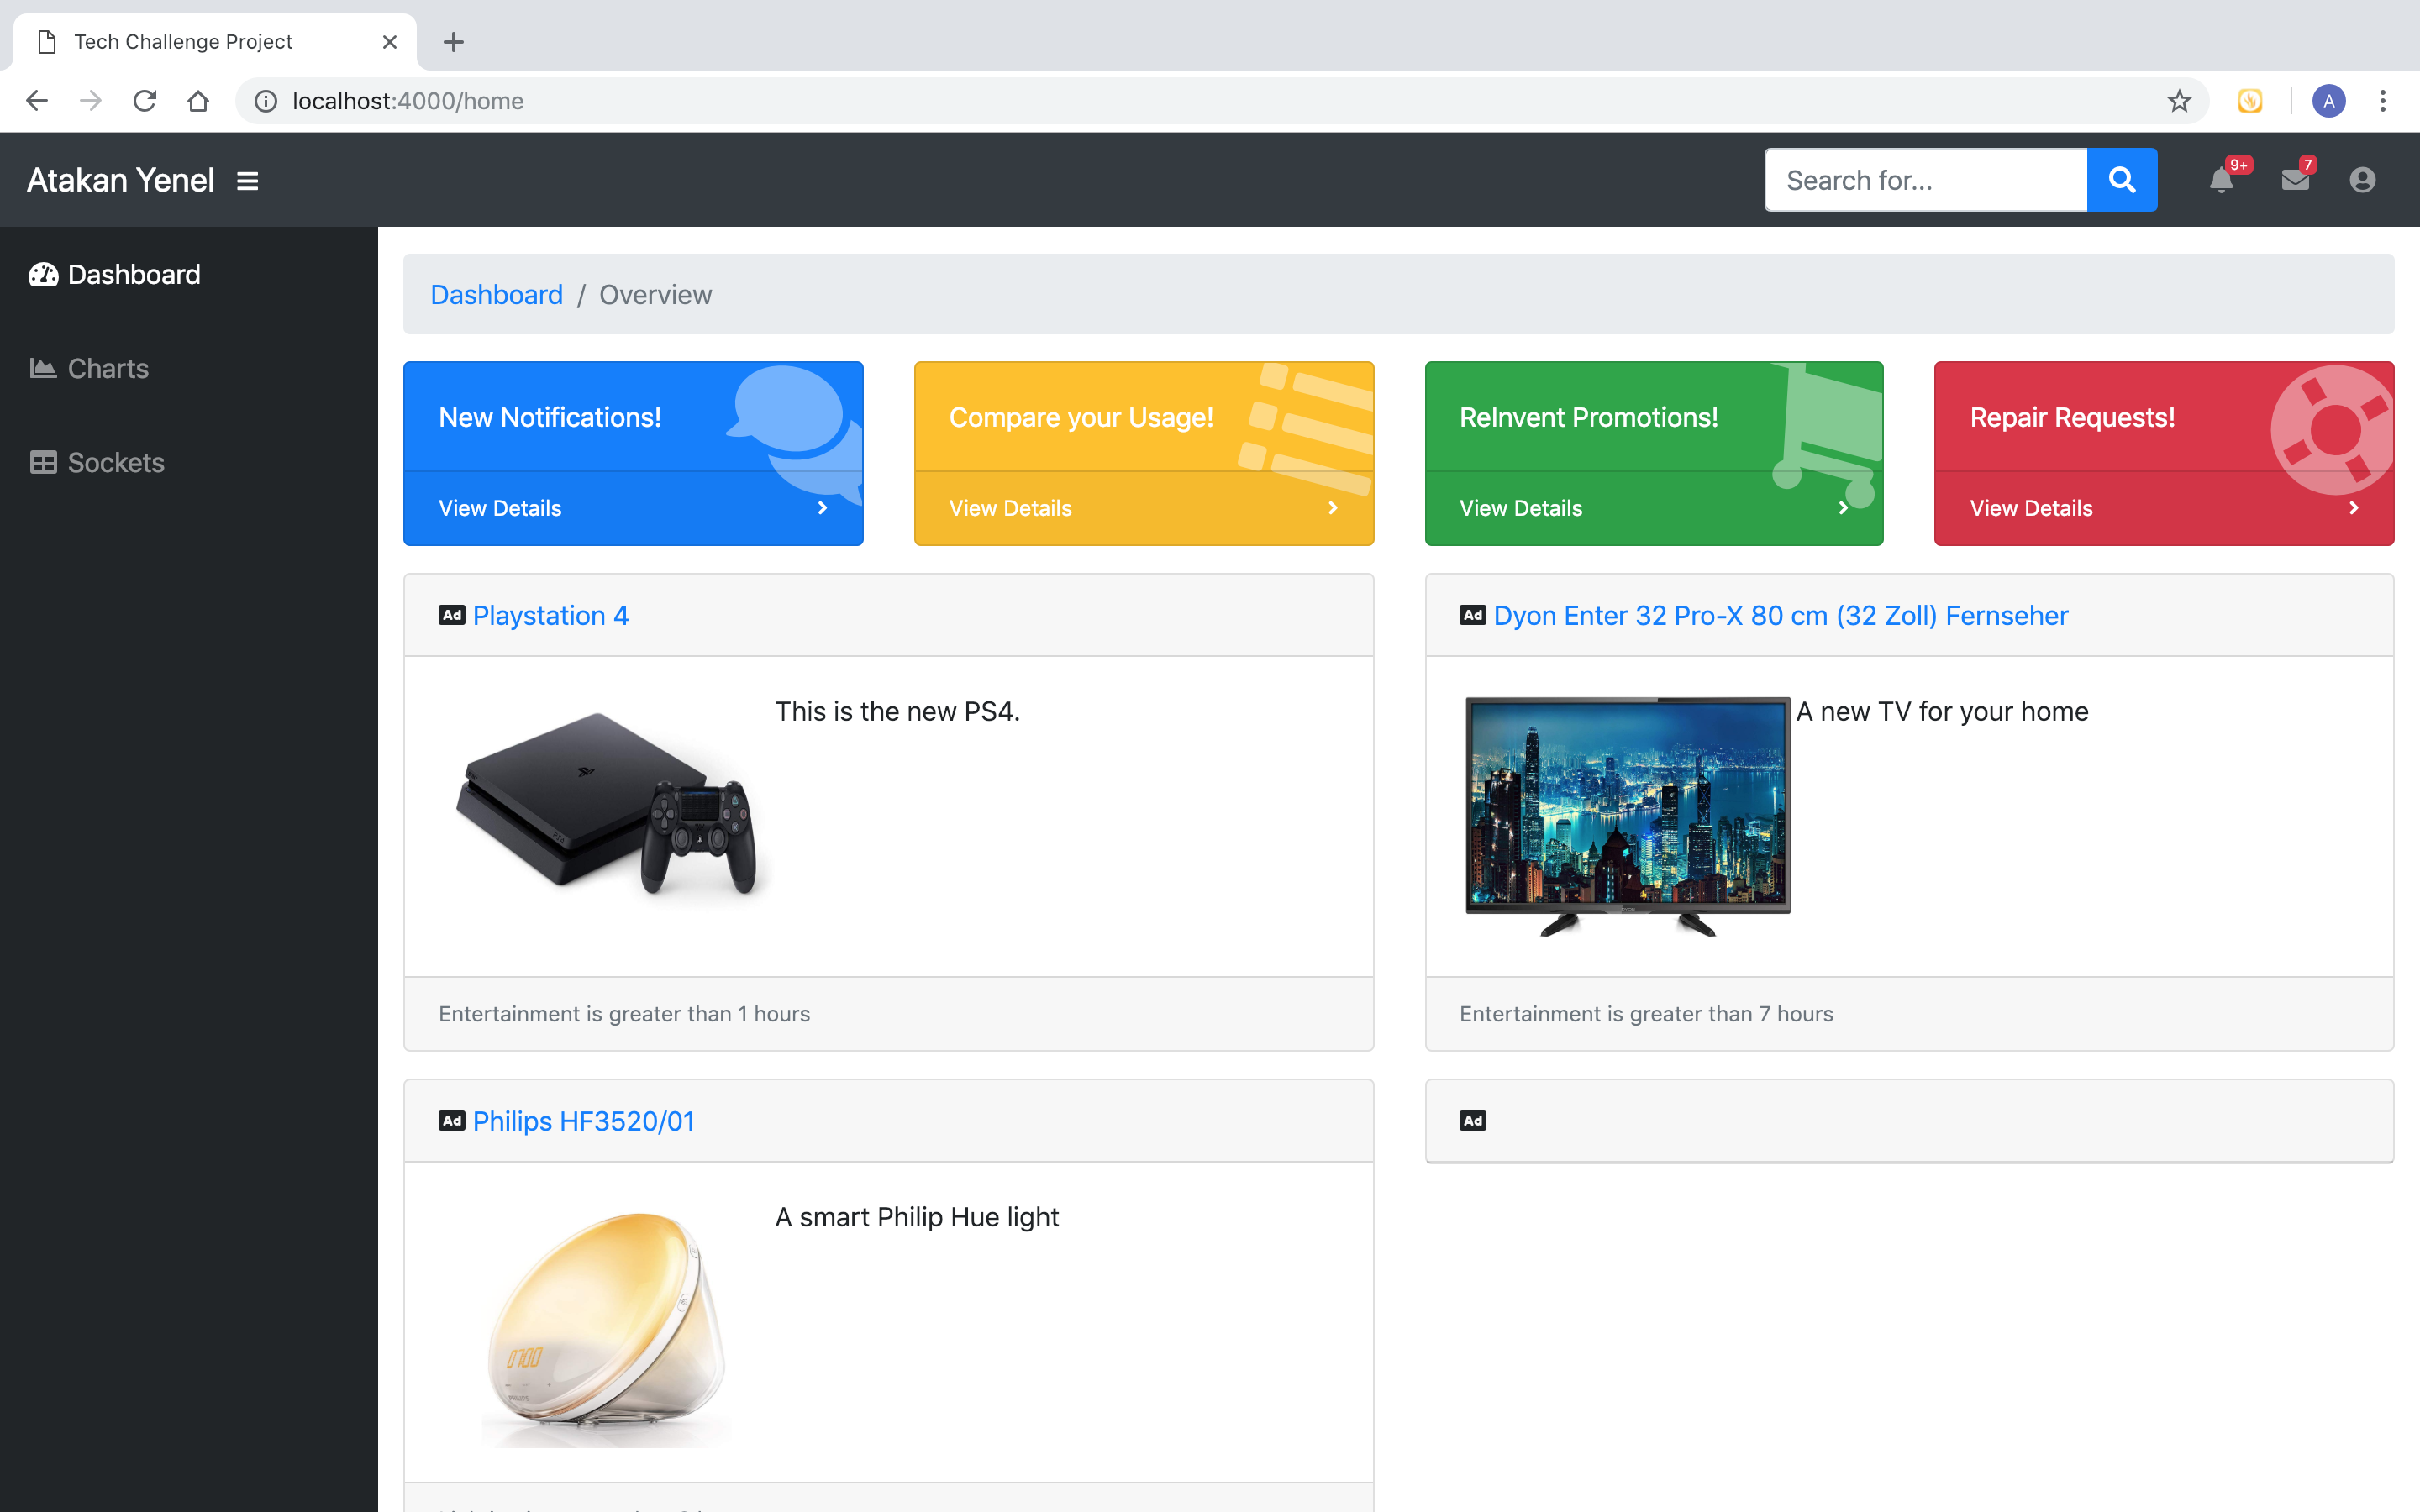 Tech Challenge Project
localhost:4000/home
A
Atakan Yenel
Search for...
9+
7
Dashboard
Charts
Sockets
Dashboard / Overview
New Notifications!
View Details
Compare your Usage!
View Details
ReInvent Promotions!
View Details
Repair Requests!
View Details
Ad Playstation 4
This is the new PS4.
Entertainment is greater than 1 hours
Ad Dyon Enter 32 Pro-X 80 cm (32 Zoll) Fernseher
A new TV for your home
Entertainment is greater than 7 hours
Ad Philips HF3520/01
A smart Philip Hue light
0700
PHILIPS
Ad